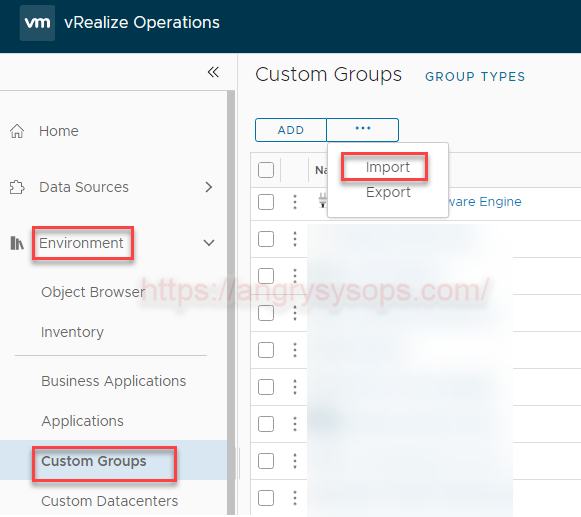 vm vRealize Operations
Custom Groups GROUP TYPES
Home
ADD ...
Import
Export
Data Sources
ware Engine
Environment
https://angrysysops.com/
Object Browser
Inventory
Business Applications
Applications
Custom Groups
Custom Datacenters